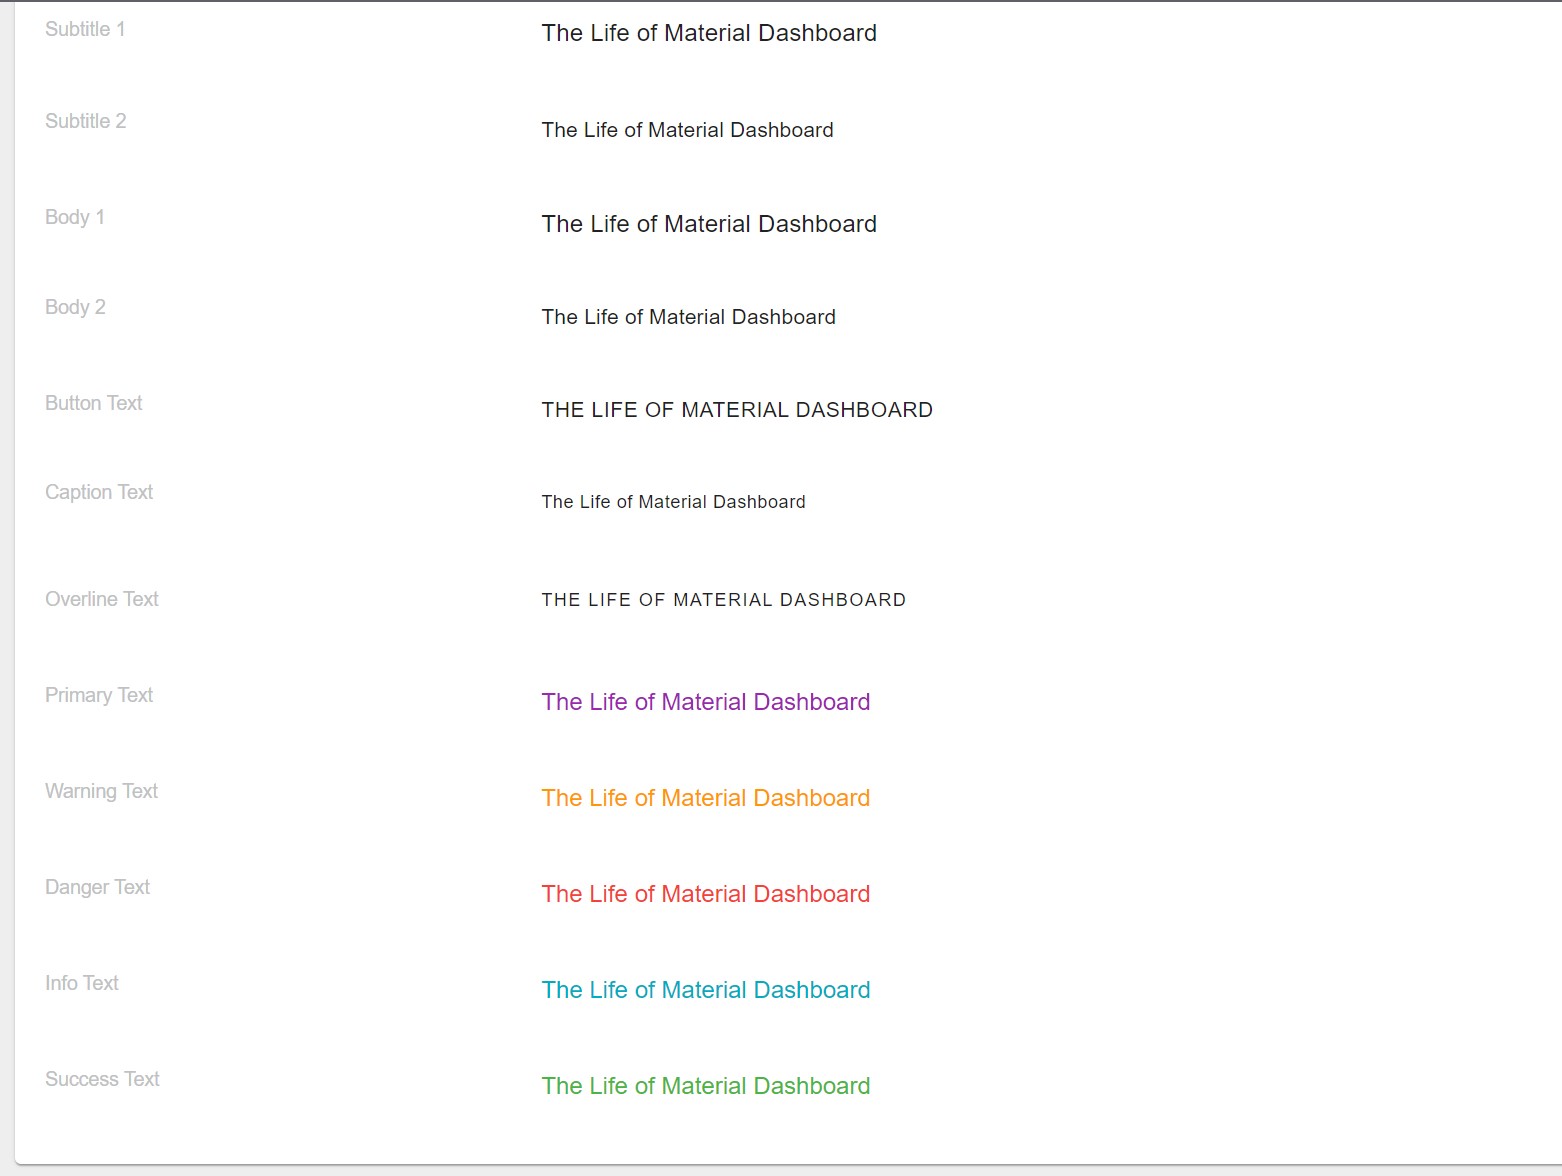 Subtitle 1
The Life of Material Dashboard
Subtitle 2
The Life of Material Dashboard
Body 1
The Life of Material Dashboard
Body 2
The Life of Material Dashboard
Button Text
THE LIFE OF MATERIAL DASHBOARD
Caption Text
The Life of Material Dashboard
Overline Text
THE LIFE OF MATERIAL DASHBOARD
Primary Text
The Life of Material Dashboard
Warning Text
The Life of Material Dashboard
Danger Text
The Life of Material Dashboard
Info Text
The Life of Material Dashboard
Success Text
The Life of Material Dashboard